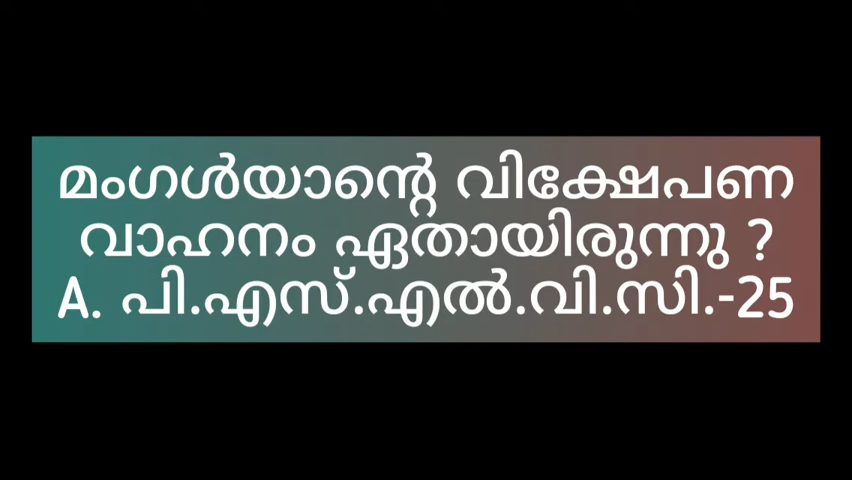 മംഗൾയാന്റെ വിക്ഷേപണ
വാഹനം ഏതായിരുന്നു ?
A. പി.എസ്.എൽ.വി.സി.-25